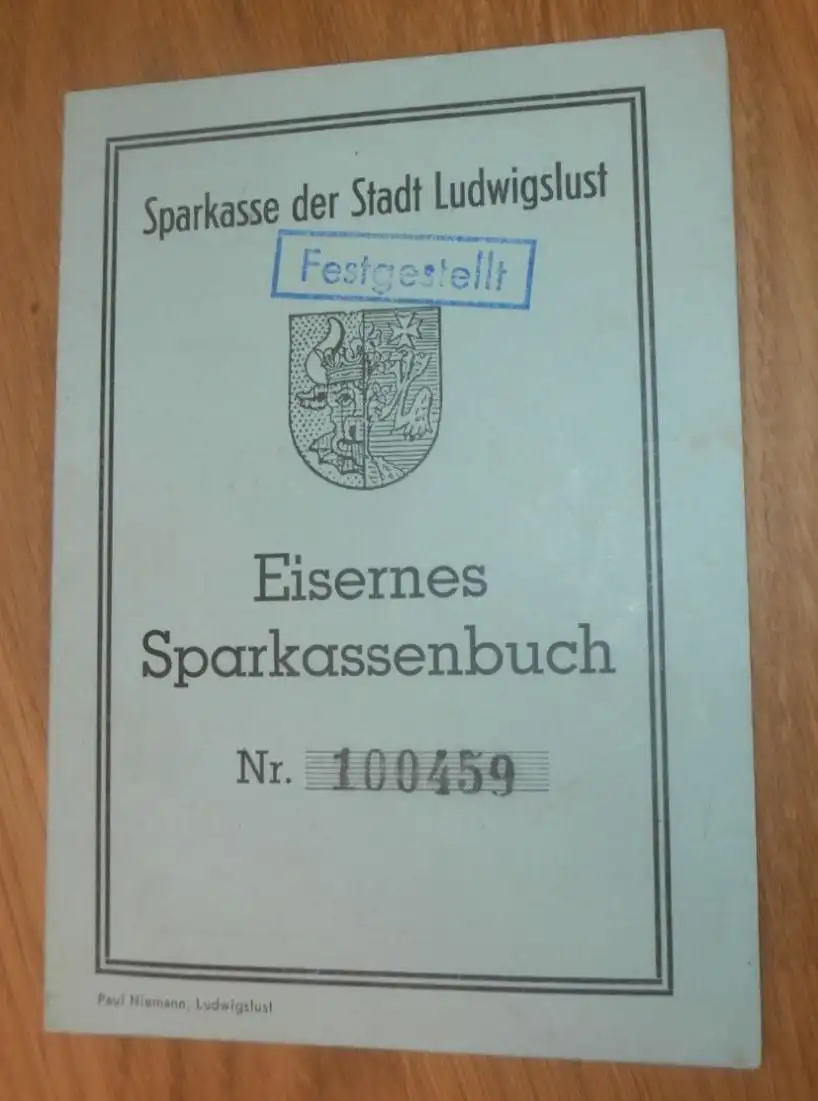 Sparkasse der Stadt Ludwigslust
Festgestellt
Eisernes
Sparkassenbuch
Nr. 100459
Paul Niemann, Ludwigslust